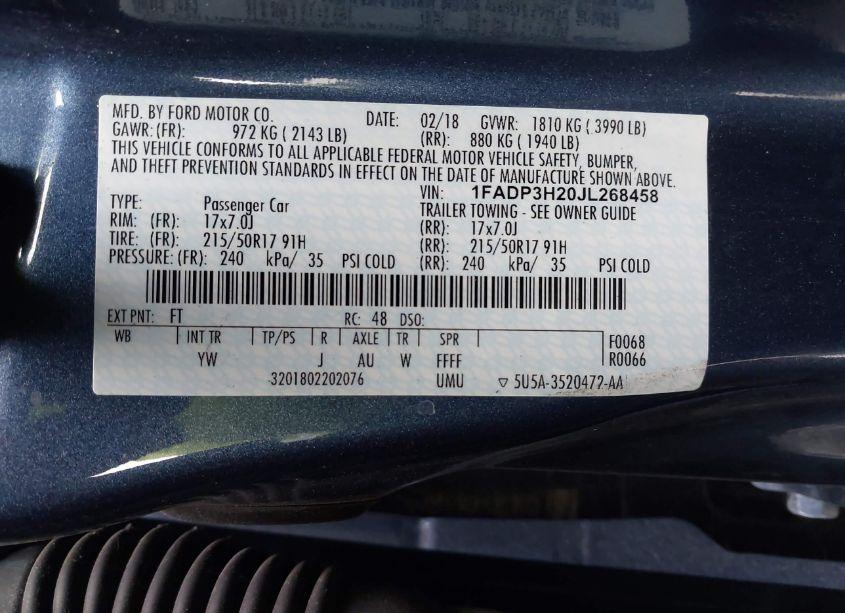 MFD. BY FORD MOTOR CO. DATE: 02/18 GVWR: 1810 KG ( 3990 LB)
GAWR:(FR): 972 KG ( 2143 LB) (RR): 880 KG ( 1940 LB)
THIS VEHICLE CONFORMS TO ALL APPLICABLE FEDERAL MOTOR VEHICLE SAFETY, BUMPER,
AND THEFT PREVENTION STANDARDS IN EFFECT ON THE DATE OF MANUFACTURE SHOWN ABOVE.
VIN: 1FADP3H20JL268458
TYPE: Passenger Car TRAILER TOWING - SEE OWNER GUIDE
RIM: (FR): 17x7.0J (RR): 17x7.0J
TIRE: (FR): 215/50R17 91H (RR): 215/50R17 91H
PRESSURE: (FR): 240 kPa/ 35 PSI COLD (RR): 240 kPa/ 35 PSI COLD
EXT PNT: FT RC: 48 DSO:
WB INT TR TP/PS R AXLE TR SPR F0068
YW J AU W FFFF R0066
3201802202076 UMU ▽ 5U5A-3520472-AA